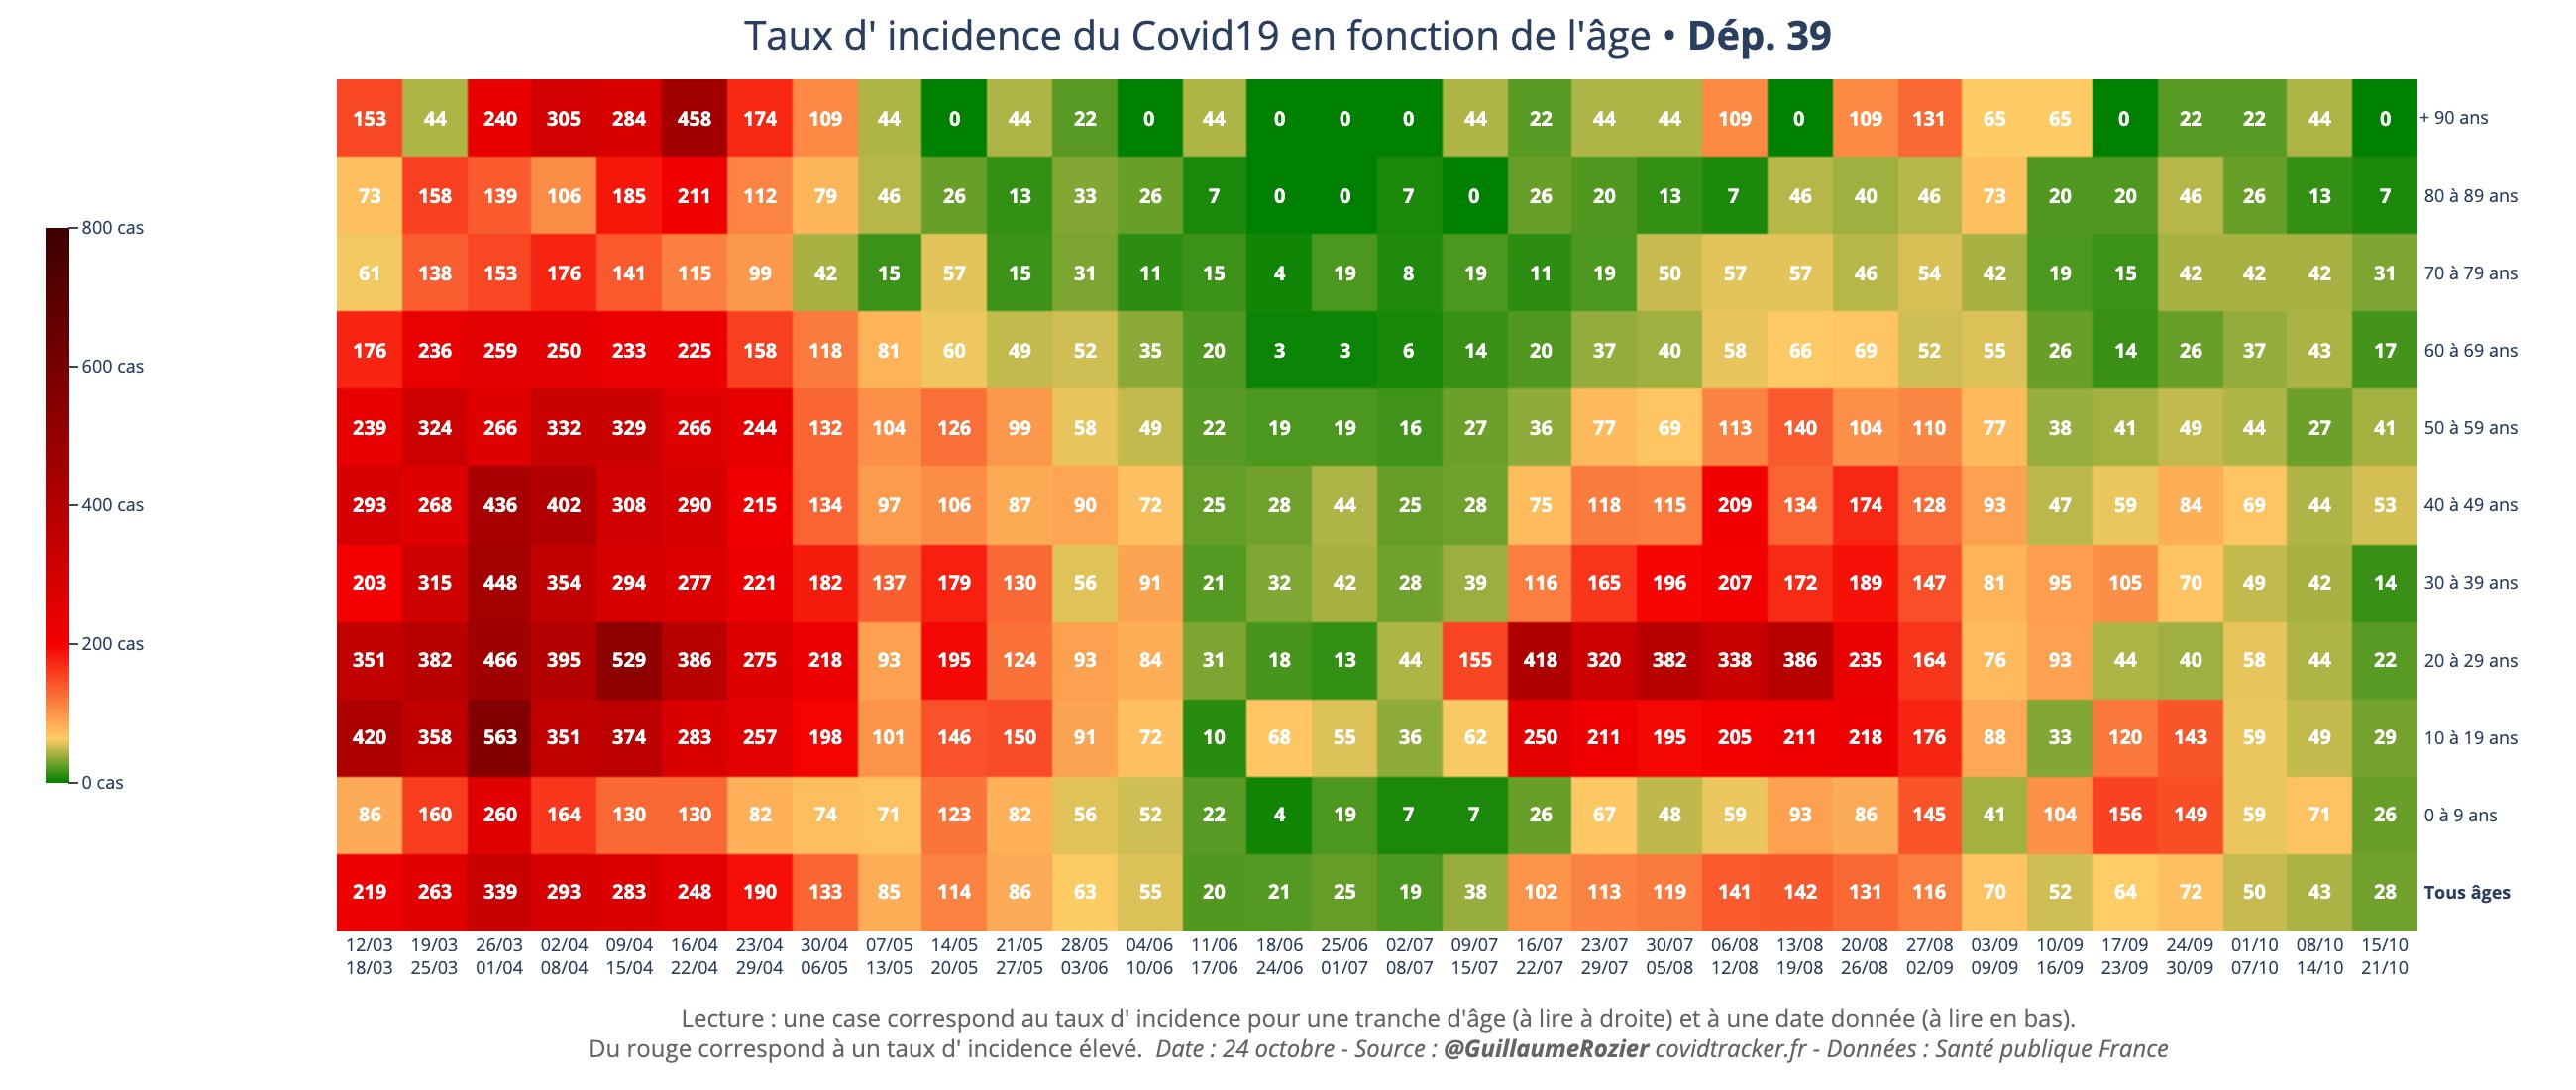 Taux d' incidence du Covid19 en fonction de l'âge • Dép. 39
153 44 240 305 284 458 174 109 44 0 44 22 0 44 0 0 0 44 22 44 44 109 0 109 131 65 65 0 22 22 44 0 + 90 ans
73 158 139 106 185 211 112 79 46 26 13 33 26 7 0 0 7 0 26 20 13 7 46 40 46 73 20 20 46 26 13 7 80 à 89 ans
800 cas
61 138 153 176 141 115 99 42 15 57 15 31 11 15 4 19 8 19 11 19 50 57 57 46 54 42 19 15 42 42 42 31 70 à 79 ans
176 236 259 250 233 225 158 118 81 60 49 52 35 20 3 3 6 14 20 37 40 58 66 69 52 55 26 14 26 37 43 17 60 à 69 ans
600 cas
239 324 266 332 329 266 244 132 104 126 99 58 49 22 19 19 16 27 36 77 69 113 140 104 110 77 38 41 49 44 27 41 50 à 59 ans
400 cas
293 268 436 402 308 290 215 134 97 106 87 90 72 25 28 44 25 28 75 118 115 209 134 174 128 93 47 59 84 69 44 53 40 à 49 ans
203 315 448 354 294 277 221 182 137 179 130 56 91 21 32 42 28 39 116 165 196 207 172 189 147 81 95 105 70 49 42 14 30 à 39 ans
200 cas
351 382 466 395 529 386 275 218 93 195 124 93 84 31 18 13 44 155 418 320 382 338 386 235 164 76 93 44 40 58 44 22 20 à 29 ans
420 358 563 351 374 283 257 198 101 146 150 91 72 10 68 55 36 62 250 211 195 205 211 218 176 88 33 120 143 59 49 29 10 à 19 ans
0 cas
86 160 260 164 130 130 82 74 71 123 82 56 52 22 4 19 7 7 26 67 48 59 93 86 145 41 104 156 149 59 71 26 0 à 9 ans
219 263 339 293 283 248 190 133 85 114 86 63 55 20 21 25 19 38 102 113 119 141 142 131 116 70 52 64 72 50 43 28 Tous âges
12/03 19/03 26/03 02/04 09/04 16/04 23/04 30/04 07/05 14/05 21/05 28/05 04/06 11/06 18/06 25/06 02/07 09/07 16/07 23/07 30/07 06/08 13/08 20/08 27/08 03/09 10/09 17/09 24/09 01/10 08/10 15/10
18/03 25/03 01/04 08/04 15/04 22/04 29/04 06/05 13/05 20/05 27/05 03/06 10/06 17/06 24/06 01/07 08/07 15/07 22/07 29/07 05/08 12/08 19/08 26/08 02/09 09/09 16/09 23/09 30/09 07/10 14/10 21/10
Lecture : une case correspond au taux d' incidence pour une tranche d'âge (à lire à droite) et à une date donnée (à lire en bas).
Du rouge correspond à un taux d' incidence élevé. Date : 24 octobre - Source : @GuillaumeRozier covidtracker.fr - Données : Santé publique France